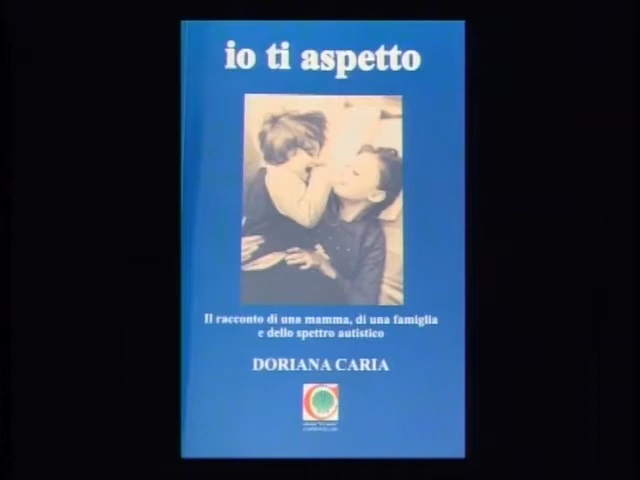 io ti aspetto
Il racconto di una mamma, di una famiglia
e dello spettro autistico
DORIANA CARIA